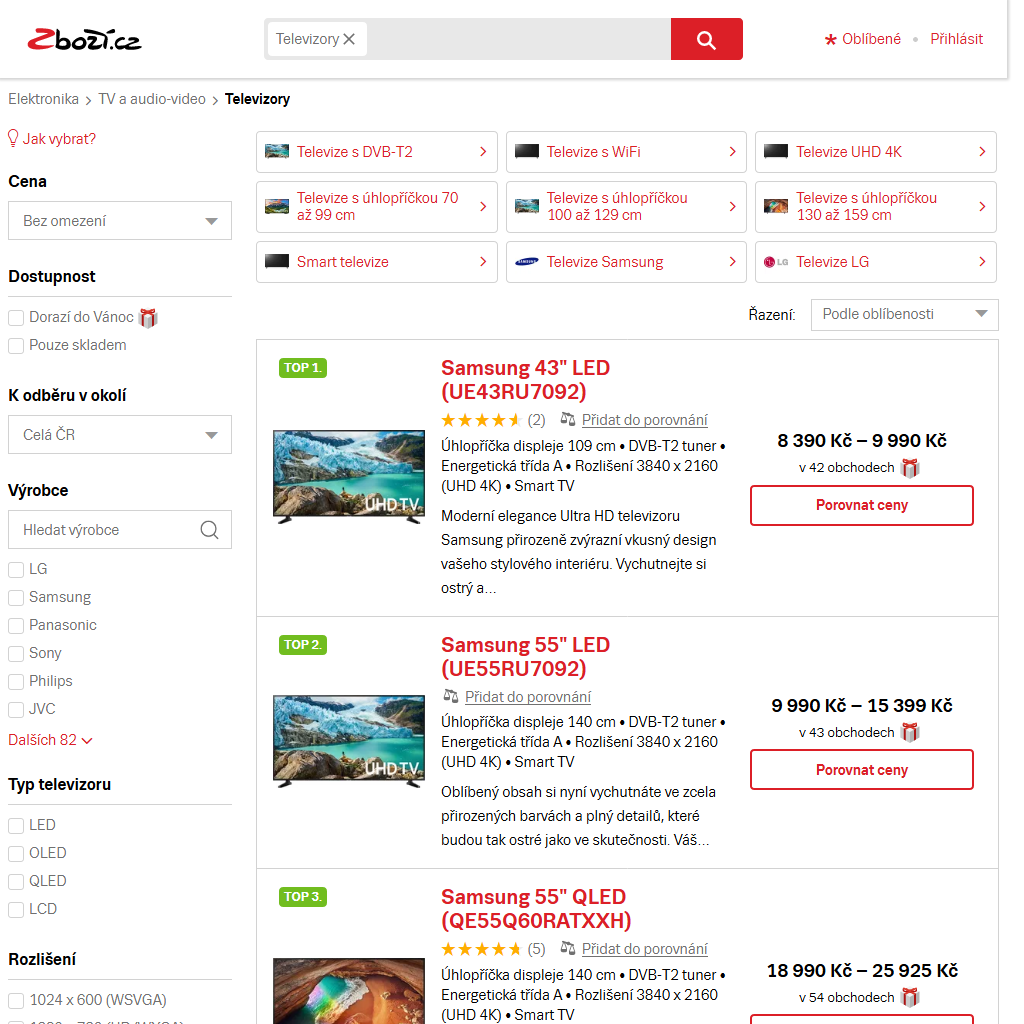 Zboží.cz
Televizory
Oblíbené • Přihlásit
Elektronika > TV a audio-video > Televizory
Jak vybrat?
Cena
Bez omezení
Dostupnost
Dorazí do Vánoc
Pouze skladem
K odběru v okolí
Celá ČR
Výrobce
Hledat výrobce
LG
Samsung
Panasonic
Sony
Philips
JVC
Dalších 82
Typ televizoru
LED
OLED
QLED
LCD
Rozlišení
1024 x 600 (WSVGA)
Televize s DVB-T2
Televize s WiFi
Televize UHD 4K
Televize s úhlopříčkou 70
až 99 cm
Televize s úhlopříčkou
100 až 129 cm
Televize s úhlopříčkou
130 až 159 cm
Smart televize
SAMSUNG
Televize Samsung
LG
Televize LG
Řazení:
Podle oblíbenosti
TOP 1.
UHD TV
Samsung 43" LED
(UE43RU7092)
(2) Přidat do porovnání
Úhlopříčka displeje 109 cm • DVB-T2 tuner •
Energetická třída A • Rozlišení 3840 x 2160
(UHD 4K) • Smart TV
Moderní elegance Ultra HD televizoru
Samsung přirozeně zvýrazní vkusný design
vašeho stylového interiéru. Vychutnejte si
ostrý a...
8 390 Kč – 9 990 Kč
v 42 obchodech
Porovnat ceny
TOP 2.
UHD TV
Samsung 55" LED
(UE55RU7092)
Přidat do porovnání
Úhlopříčka displeje 140 cm • DVB-T2 tuner •
Energetická třída A • Rozlišení 3840 x 2160
(UHD 4K) • Smart TV
Oblíbený obsah si nyní vychutnáte ve zcela
přirozených barvách a plný detailů, které
budou tak ostré jako ve skutečnosti. Váš...
9 990 Kč – 15 399 Kč
v 43 obchodech
Porovnat ceny
TOP 3.
Samsung 55" QLED
(QE55Q60RATXXH)
(5) Přidat do porovnání
Úhlopříčka displeje 140 cm • DVB-T2 tuner •
Energetická třída A • Rozlišení 3840 x 2160
(UHD 4K) • Smart TV
18 990 Kč – 25 925 Kč
v 54 obchodech